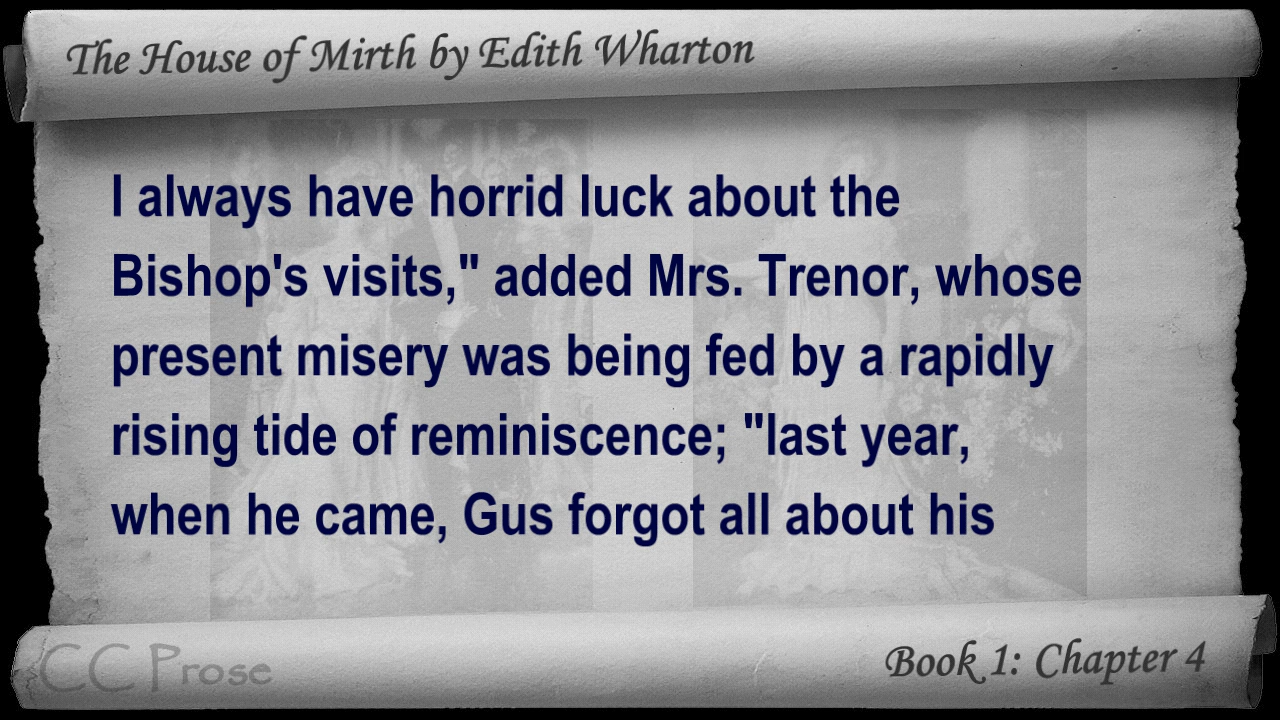 The House of Mirth by Edith Wharton
I always have horrid luck about the
Bishop's visits," added Mrs. Trenor, whose
present misery was being fed by a rapidly
rising tide of reminiscence; "last year,
when he came, Gus forgot all about his
CC Prose
Book 1: Chapter 4